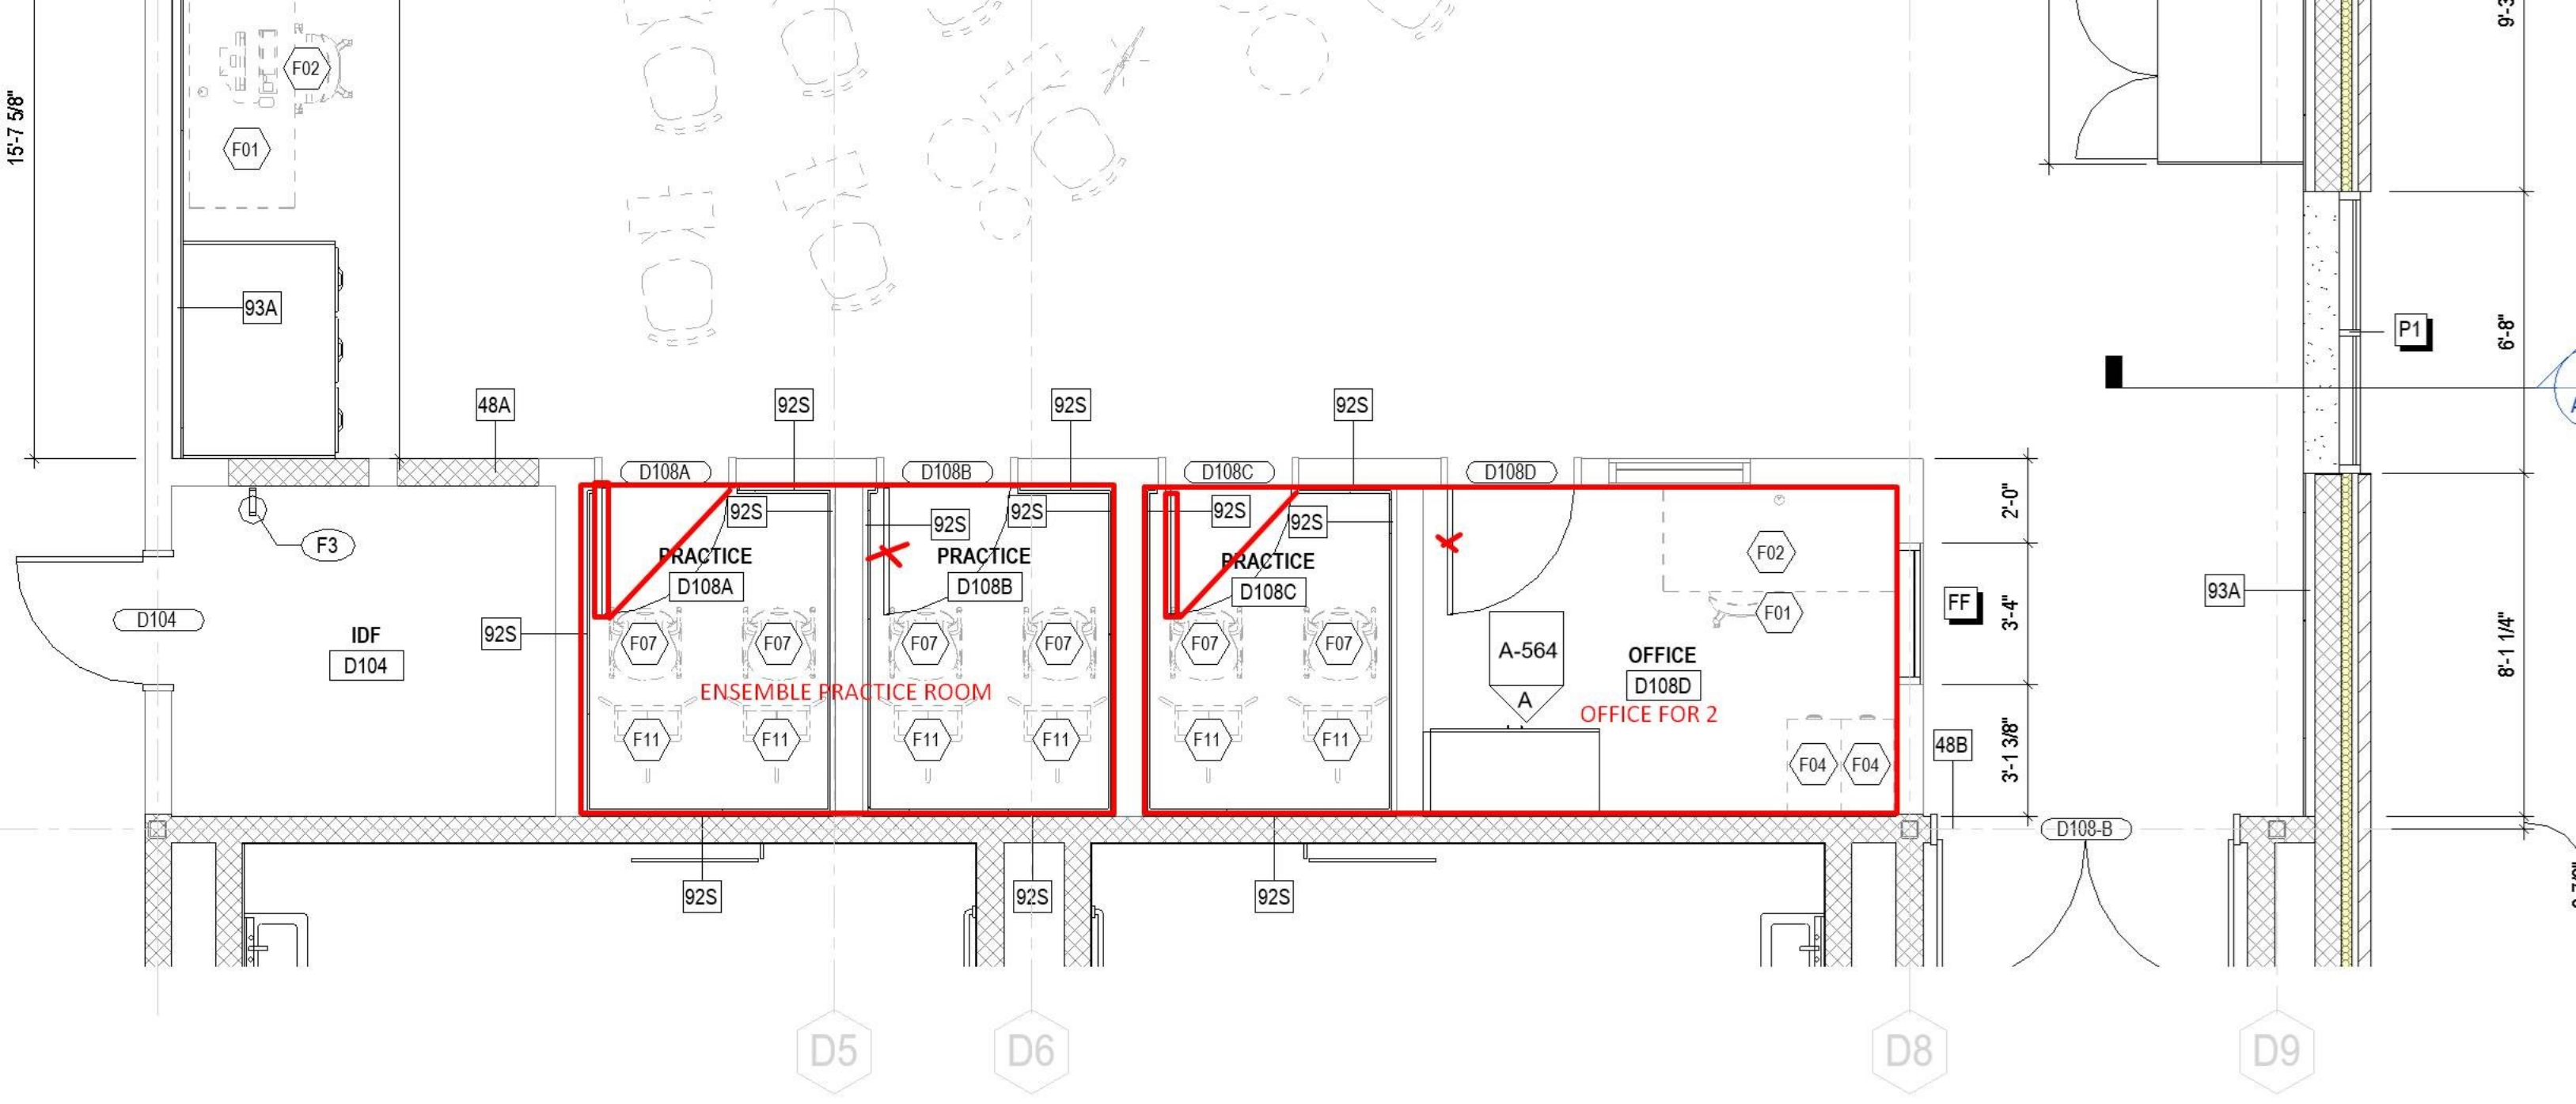 9'-3
15'-7 5/8"
F02
F01
93A
P1
6'-8"
48A
92S
92S
92S
D108A
D108B
D108C
D108D
92S
92S
92S
92S
92S
2'-0"
F3
PRACTICE
D108A
PRACTICE
D108B
PRACTICE
D108C
F02
F01
FF
3'-4"
93A
8'-1 1/4"
D104
IDF
D104
92S
F07
F07
F07
F07
F07
F07
A-564
A
OFFICE
D108D
ENSEMBLE PRACTICE ROOM
OFFICE FOR 2
F11
F11
F11
F11
F11
F11
F04
F04
48B
3'-1 3/8"
D108-B
92S
92S
92S
D5
D6
D8
D9